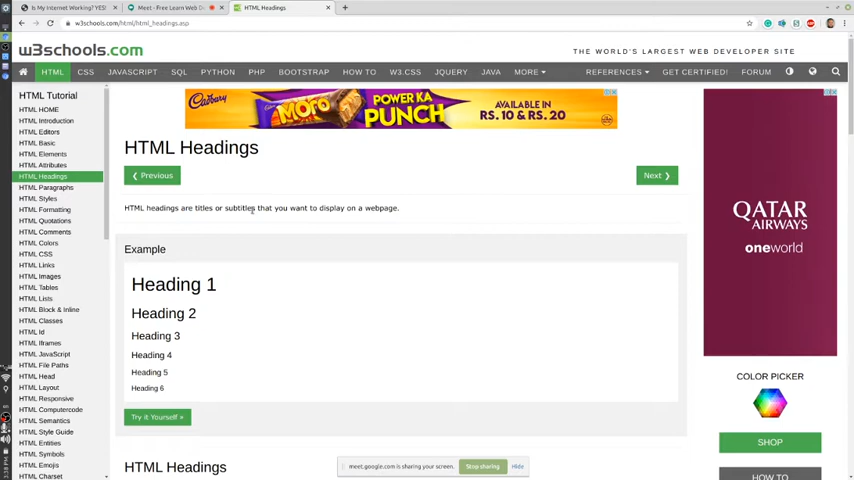 Is My Internet Working? YES!
Meet - Free Learn Web De
HTML Headings
w3schools.com/html/html_headings.asp
w3schools.com
THE WORLD'S LARGEST WEB DEVELOPER SITE
HTML CSS JAVASCRIPT SQL PYTHON PHP BOOTSTRAP HOW TO W3.CSS JQUERY JAVA MORE REFERENCES GET CERTIFIED! FORUM
HTML Tutorial
HTML HOME
HTML Introduction
HTML Editors
HTML Basic
HTML Elements
HTML Attributes
HTML Headings
HTML Paragraphs
HTML Styles
HTML Formatting
HTML Quotations
HTML Comments
HTML Colors
HTML CSS
HTML Links
HTML Images
HTML Tables
HTML Lists
HTML Block & Inline
HTML Classes
HTML Id
HTML Iframes
HTML JavaScript
HTML File Paths
HTML Head
HTML Layout
HTML Responsive
HTML Computercode
HTML Semantics
HTML Style Guide
HTML Entities
HTML Symbols
HTML Emojis
HTML Charset
Cadbury
MOFO
POWER KA
PUNCH
AVAILABLE IN
RS. 10 & RS. 20
HTML Headings
❮ Previous
Next ❯
HTML headings are titles or subtitles that you want to display on a webpage.
Example
Heading 1
Heading 2
Heading 3
Heading 4
Heading 5
Heading 6
Try it Yourself »
HTML Headings
meet.google.com is sharing your screen.
Stop sharing
Hide
QATAR
AIRWAYS
oneworld
COLOR PICKER
SHOP
HOW TO
3:38 PM